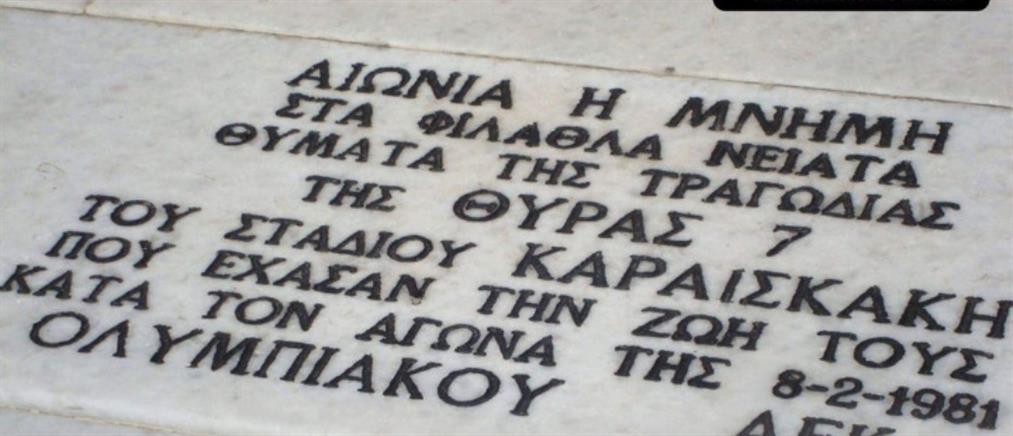 ΑΙΩΝΙΑ Η ΜΝΗΜΗ
ΣΤΑ ΦΙΛΑΘΛΑ ΝΕΙΑΤΑ
ΘΥΜΑΤΑ ΤΗΣ ΤΡΑΓΩΔΙΑΣ
ΤΗΣ ΘΥΡΑΣ 7
ΤΟΥ ΣΤΑΔΙΟΥ ΚΑΡΑΙΣΚΑΚΗ
ΠΟΥ ΕΧΑΣΑΝ ΤΗΝ ΖΩΗ ΤΟΥΣ
ΚΑΤΑ ΤΟΝ ΑΓΩΝΑ ΤΗΣ 8-2-1981
ΟΛΥΜΠΙΑΚΟΥ